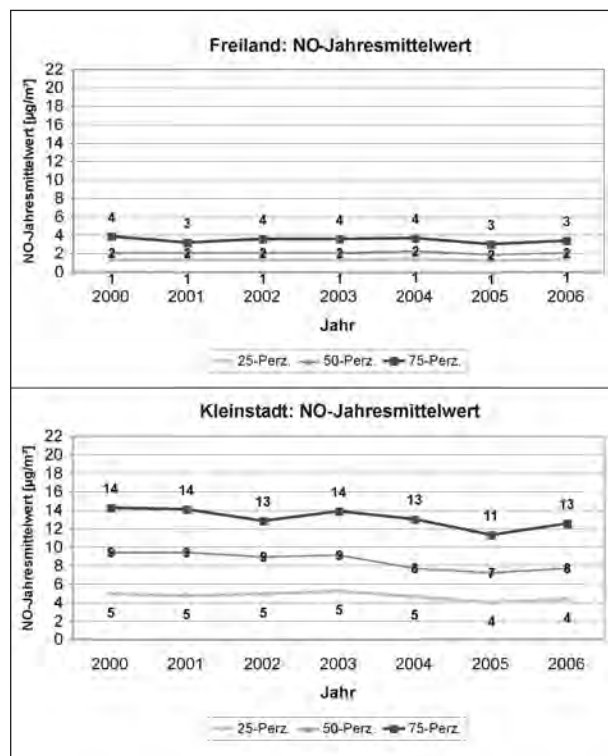 Freiland: NO-Jahresmittelwert
NO-Jahresmittelwert [µg/m³]
22
20
18
16
14
12
10
8
6
4
2
0
4 3 4 4 4 3 3
2 2 2 2 2 2 2
1 1 1 1 1 1 1
2000 2001 2002 2003 2004 2005 2006
Jahr
25-Perz. 50-Perz. 75-Perz.
Kleinstadt: NO-Jahresmittelwert
NO-Jahresmittelwert [µg/m³]
22
20
18
16
14
12
10
8
6
4
2
0
14 14 13 14 13 11 13
9 9 9 9 8 7 8
5 5 5 5 5 4 4
2000 2001 2002 2003 2004 2005 2006
Jahr
25-Perz. 50-Perz. 75-Perz.